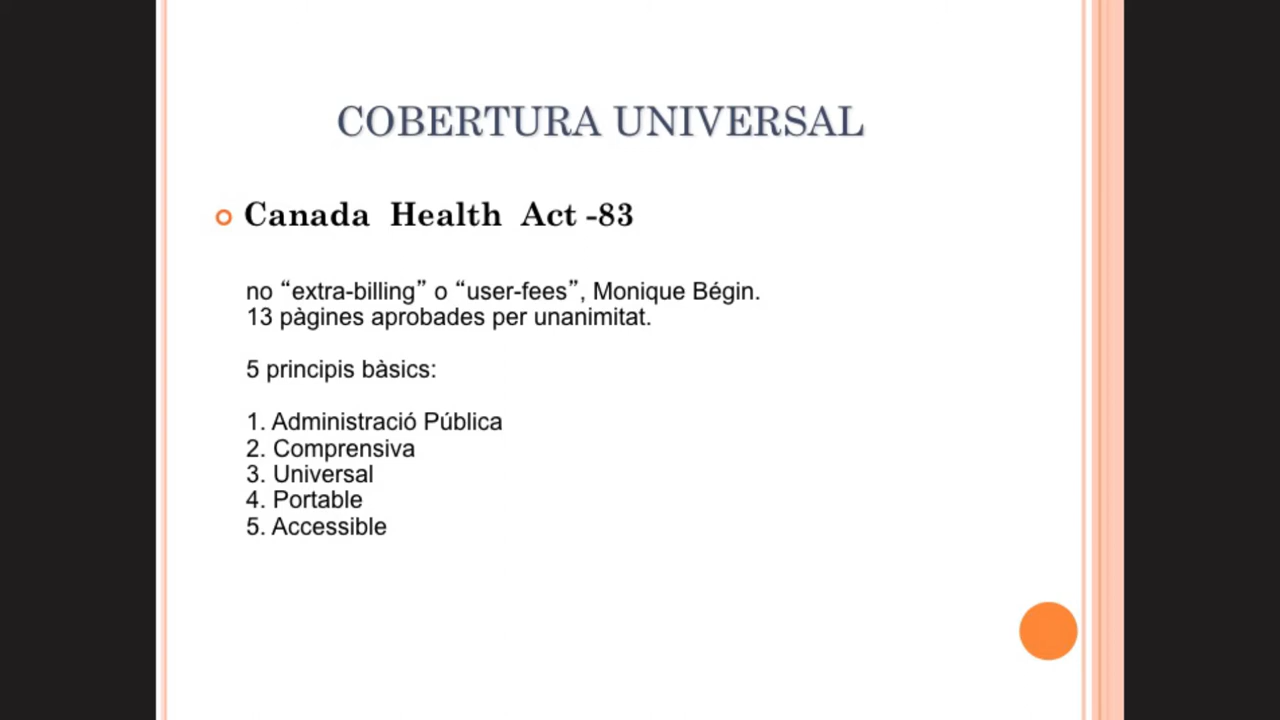 COBERTURA UNIVERSAL
Canada Health Act -83
no “extra-billing” o “user-fees”, Monique Bégin.
13 pàgines aprobades per unanimitat.
5 principis bàsics:
1. Administració Pública
2. Comprensiva
3. Universal
4. Portable
5. Accessible